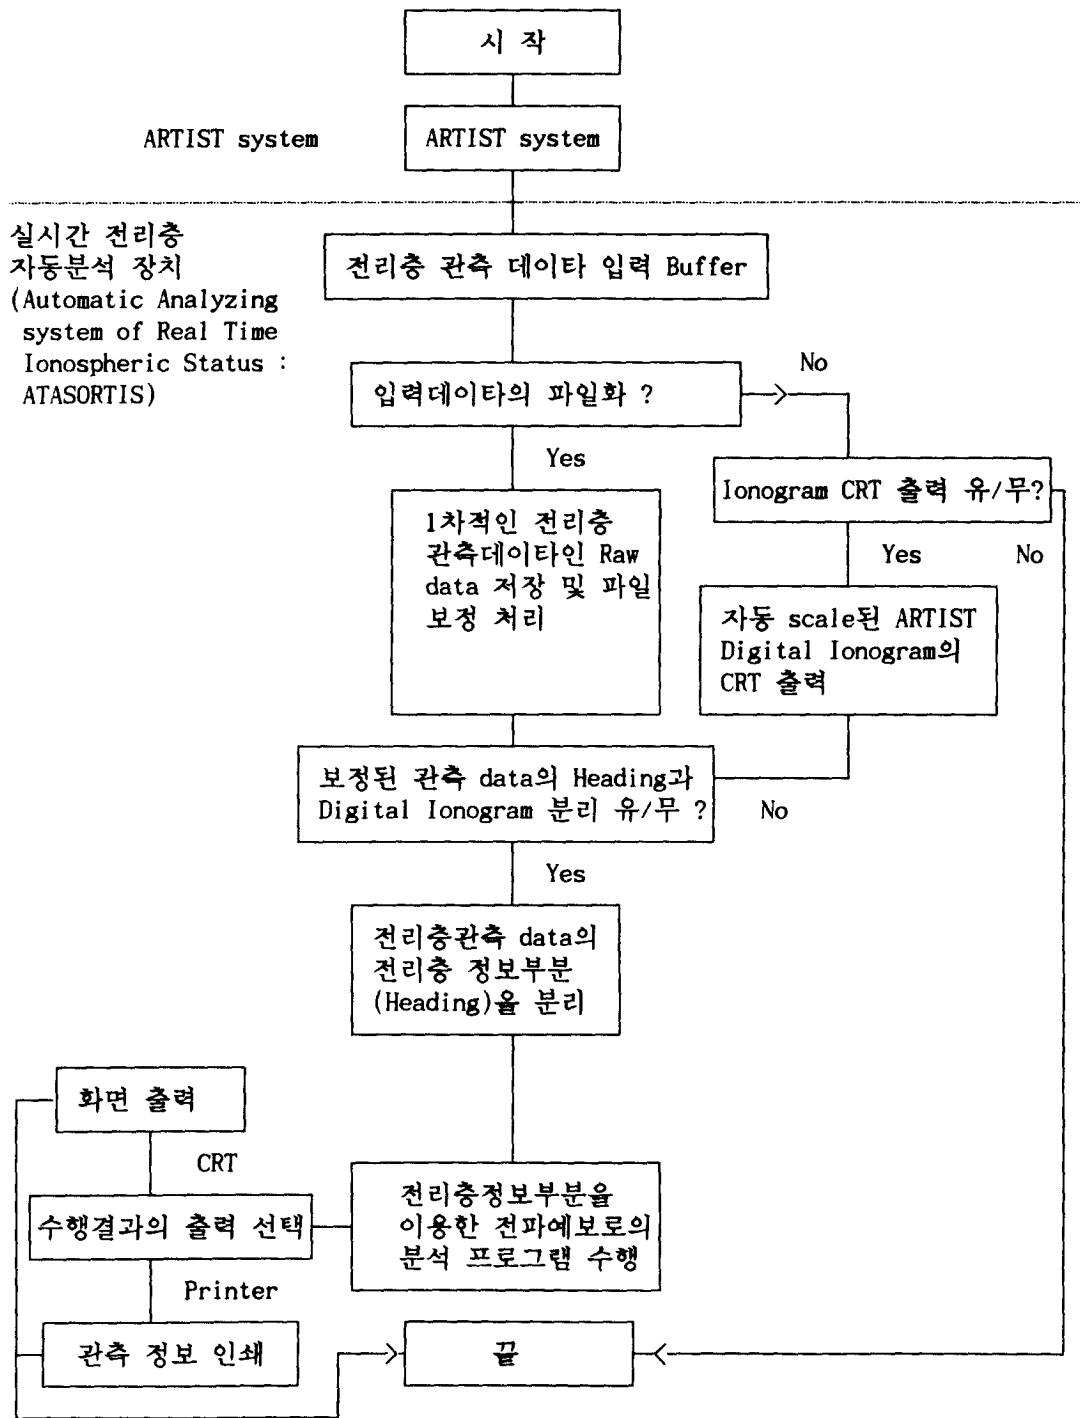 시 작
ARTIST system
ARTIST system
실시간 전리층
자동분석 장치
(Automatic Analyzing
system of Real Time
Ionospheric Status :
ATASORTIS)
전리층 관측 데이타 입력 Buffer
입력데이타의 파일화 ?
No
Yes
Ionogram CRT 출력 유/무?
1차적인 전리층
관측데이타인 Raw
data 저장 및 파일
보정 처리
Yes
No
자동 scale된 ARTIST
Digital Ionogram의
CRT 출력
보정된 관측 data의 Heading과
Digital Ionogram 분리 유/무 ?
No
Yes
전리층관측 data의
전리층 정보부분
(Heading)을 분리
화면 출력
CRT
수행결과의 출력 선택
전리층정보부분을
이용한 전파예보로의
분석 프로그램 수행
Printer
관측 정보 인쇄
끝